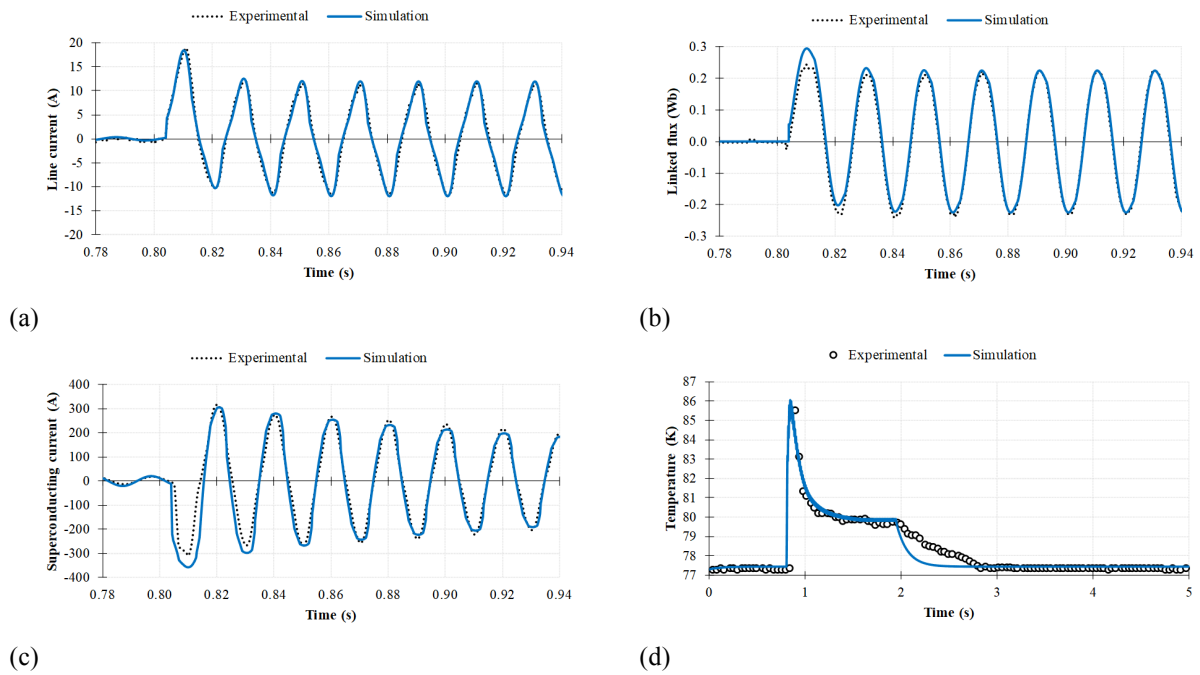 Experimental Simulation
Line current (A)
20
15
10
5
0
-5
-10
-15
-20
0.78 0.80 0.82 0.84 0.86 0.88 0.90 0.92 0.94
Time (s)
(a)
Experimental Simulation
Linked flux (Wb)
0.3
0.2
0.1
0.0
-0.1
-0.2
-0.3
0.78 0.80 0.82 0.84 0.86 0.88 0.90 0.92 0.94
Time (s)
(b)
Experimental Simulation
Superconducting current (A)
400
300
200
100
0
-100
-200
-300
-400
0.78 0.80 0.82 0.84 0.86 0.88 0.90 0.92 0.94
Time (s)
(c)
Experimental Simulation
Temperature (K)
87
86
85
84
83
82
81
80
79
78
77
0 1 2 3 4 5
Time (s)
(d)